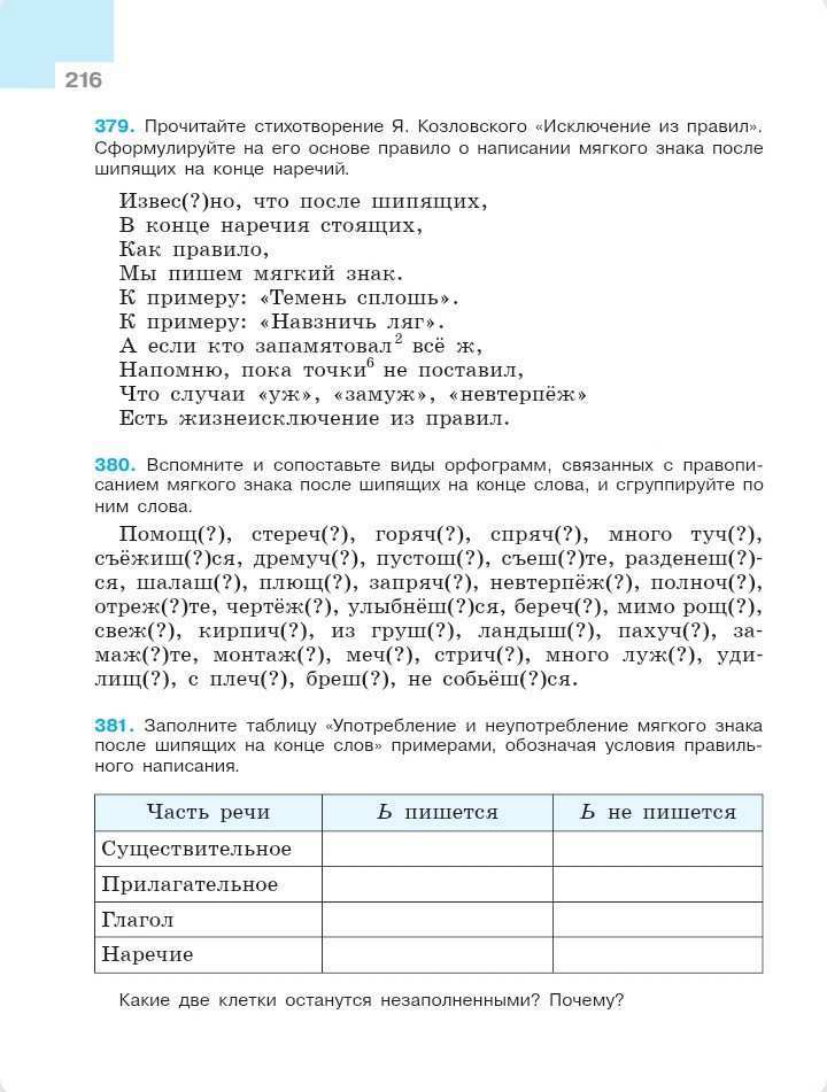 216
379. Прочитайте стихотворение Я. Козловского «Исключение из правил».
Сформулируйте на его основе правило о написании мягкого знака после
шипящих на конце наречий.
Извес(?)но, что после шипящих,
В конце наречия стоящих,
Как правило,
Мы пишем мягкий знак.
К примеру: «Темень сплошь».
К примеру: «Навзничь ляг».
А если кто запамятовал² всё ж,
Напомню, пока точки⁶ не поставил,
Что случаи «уж», «замуж», «невтерпёж»
Есть жизнеисключение из правил.
380. Вспомните и сопоставьте виды орфограмм, связанных с правопи-
санием мягкого знака после шипящих на конце слова, и сгруппируйте по
ним слова.
Помощ(?), стереч(?), горяч(?), спряч(?), много туч(?),
съёжиш(?)ся, дремуч(?), пустош(?), съеш(?)те, разденеш(?)-
ся, шалаш(?), плющ(?), запряч(?), невтерпёж(?), полноч(?),
отреж(?)те, чертёж(?), улыбнёш(?)ся, береч(?), мимо рощ(?),
свеж(?), кирпич(?), из груш(?), ландыш(?), пахуч(?), за-
маж(?)те, монтаж(?), меч(?), стрич(?), много луж(?), уди-
лищ(?), с плеч(?), бреш(?), не собьёш(?)ся.
381. Заполните таблицу «Употребление и неупотребление мягкого знака
после шипящих на конце слов» примерами, обозначая условия правиль-
ного написания.
Часть речи Ь пишется Ь не пишется
Существительное
Прилагательное
Глагол
Наречие
Какие две клетки останутся незаполненными? Почему?